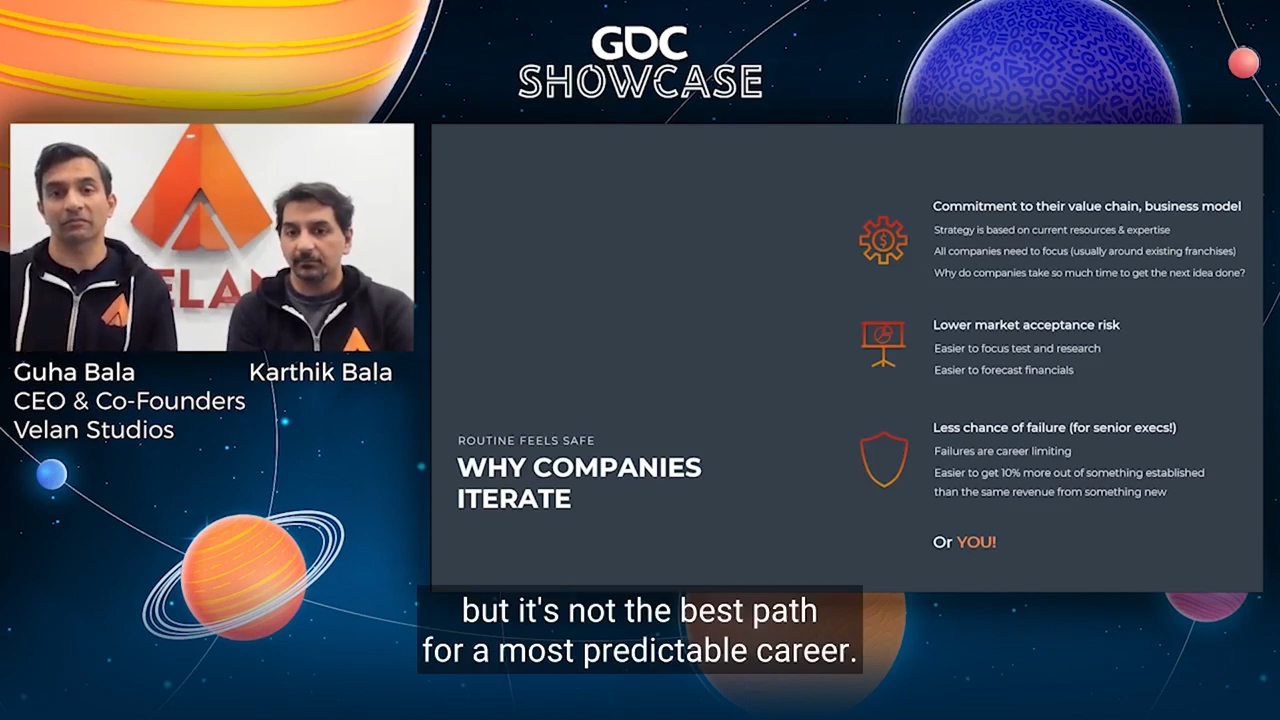 GDC
SHOWCASE
ELAN
Guha Bala
Karthik Bala
CEO & Co-Founders
Velan Studios
ROUTINE FEELS SAFE
WHY COMPANIES
ITERATE
Commitment to their value chain, business model
Strategy is based on current resources & expertise
All companies need to focus (usually around existing franchises)
Why do companies take so much time to get the next idea done?
Lower market acceptance risk
Easier to focus test and research
Easier to forecast financials
Less chance of failure (for senior execs!)
Failures are career limiting
Easier to get 10% more out of something established
than the same revenue from something new
Or YOU!
but it's not the best path
for a most predictable career.